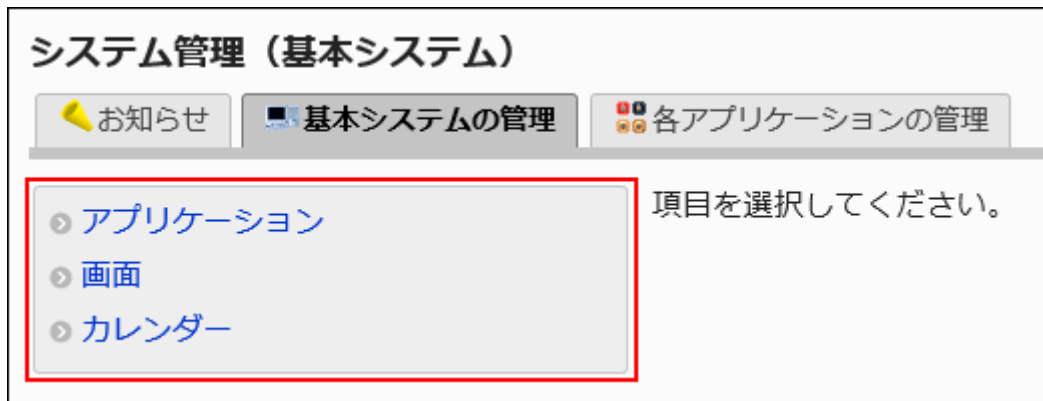 システム管理（基本システム）
お知らせ 基本システムの管理 各アプリケーションの管理
アプリケーション 項目を選択してください。
画面
カレンダー